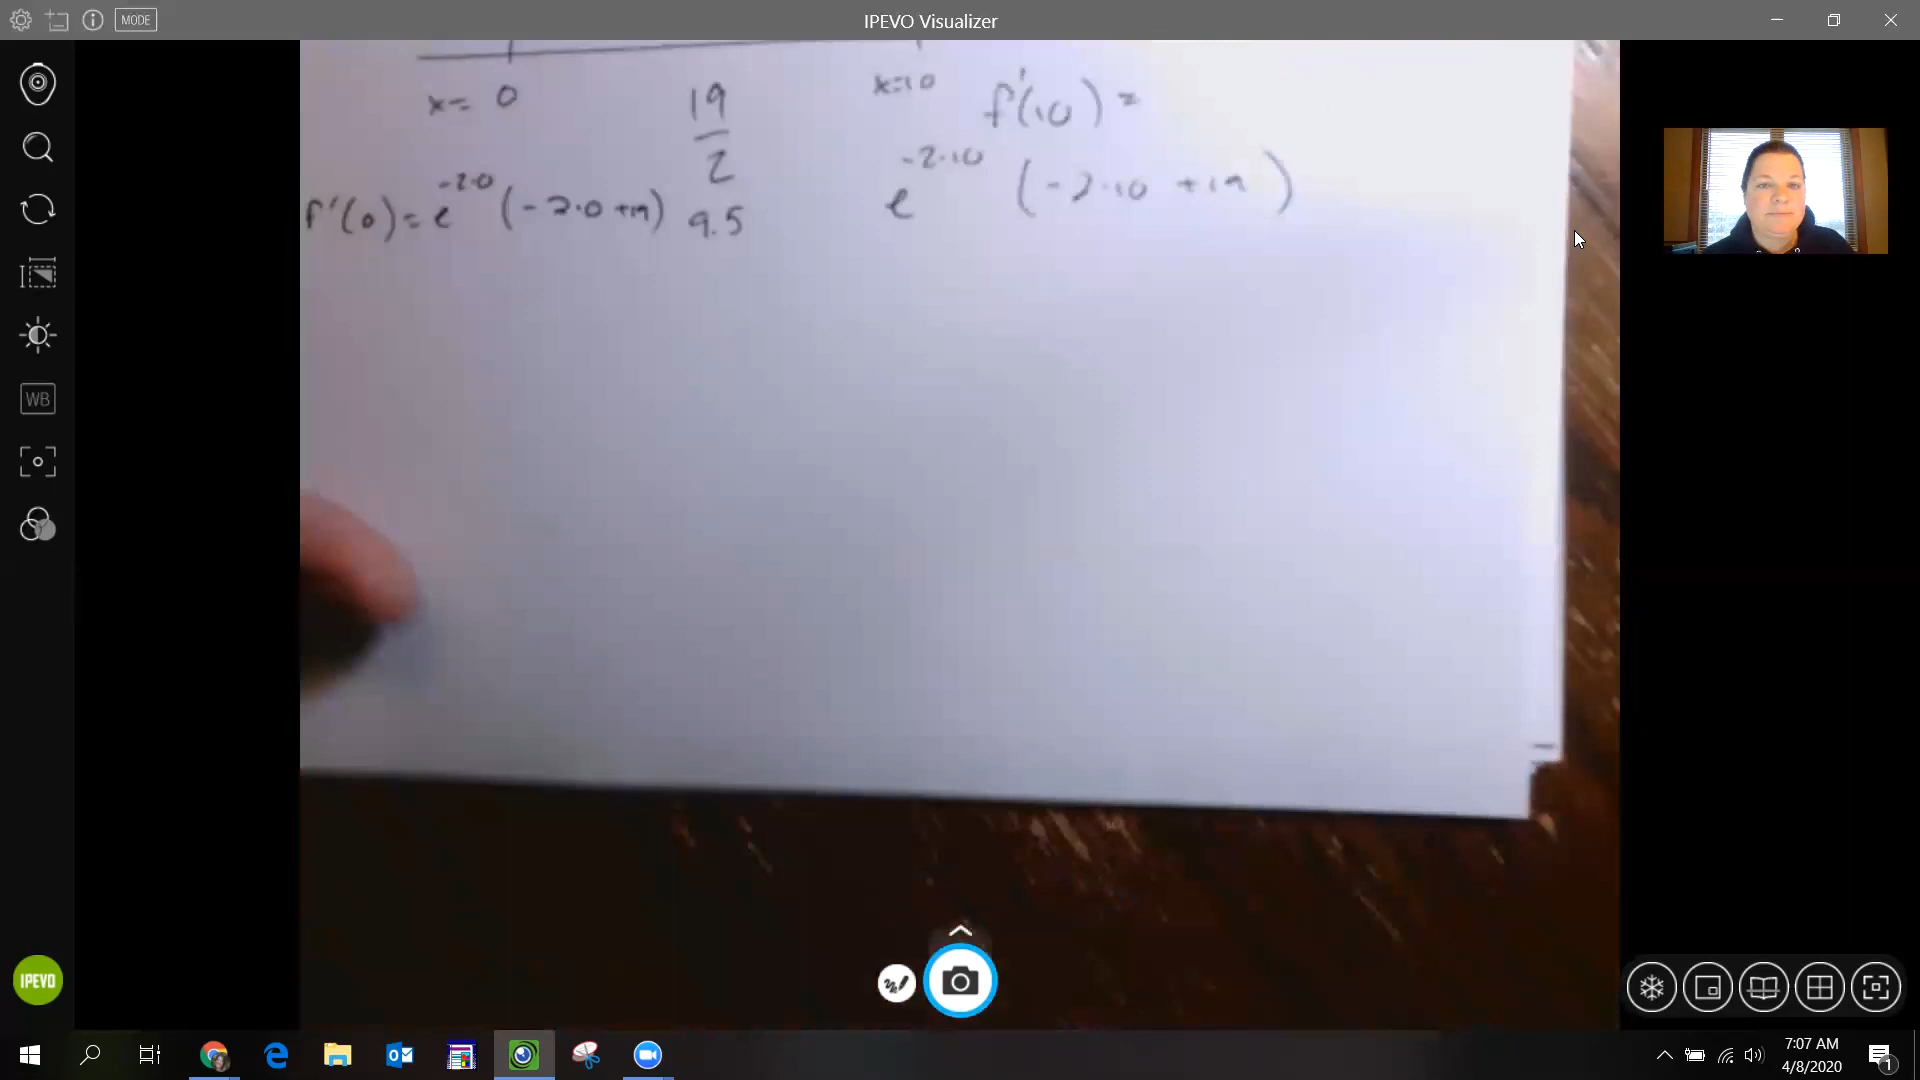 MODE
IPEVO Visualizer
x= 0
19
2
9.5
x=10
f'(10) =
f'(0)= e^-2·0 (-2·0 +19)
e^-2·10 (-2·10 +19)
WB
IPEVO
7:07 AM
4/8/2020
1